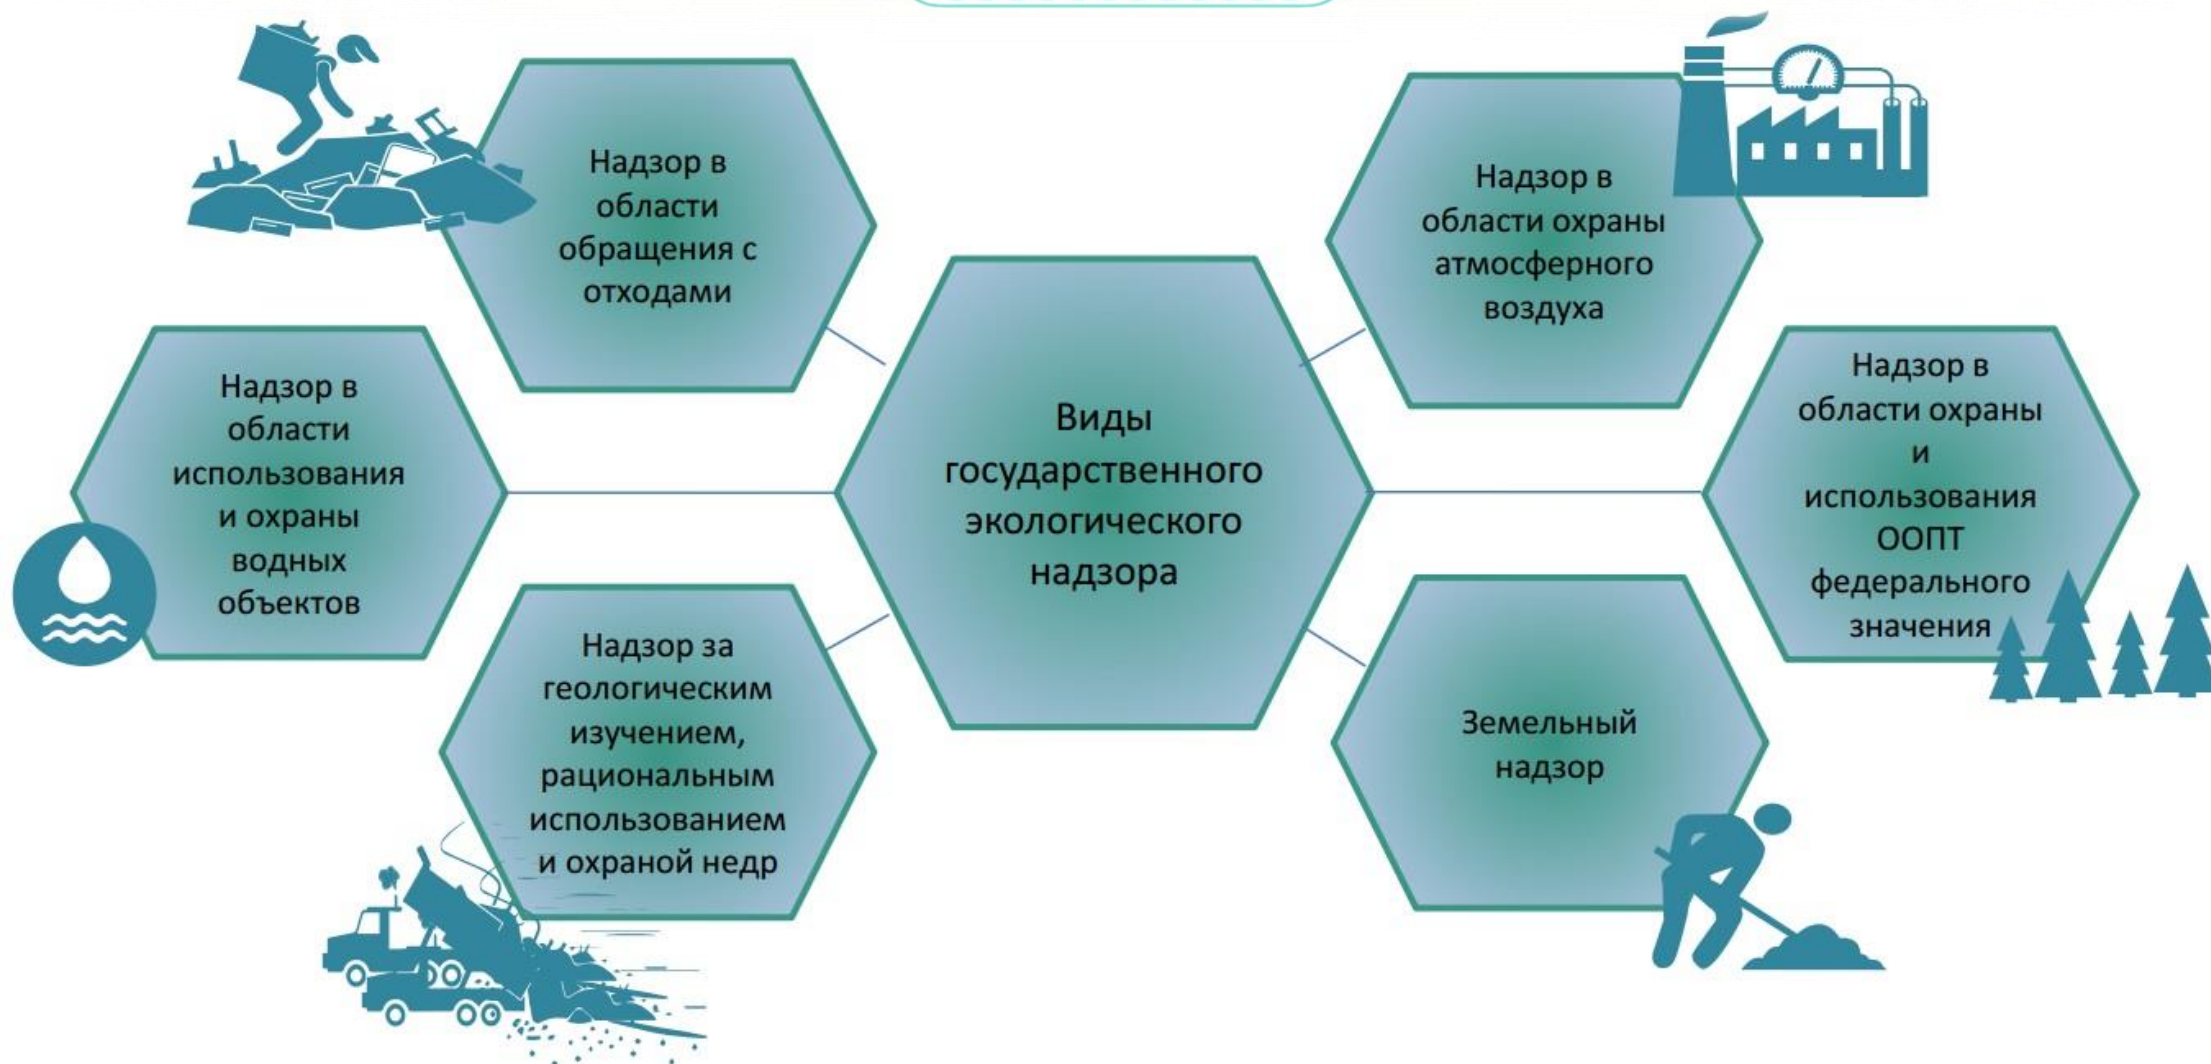 Надзор в
области
обращения с
отходами
Надзор в
области охраны
атмосферного
воздуха
Надзор в
области
использования
и охраны
водных
объектов
Виды
государственного
экологического
надзора
Надзор в
области охраны
и
использования
ООПТ
федерального
значения
Надзор за
геологическим
изучением,
рациональным
использованием
и охраной недр
Земельный
надзор